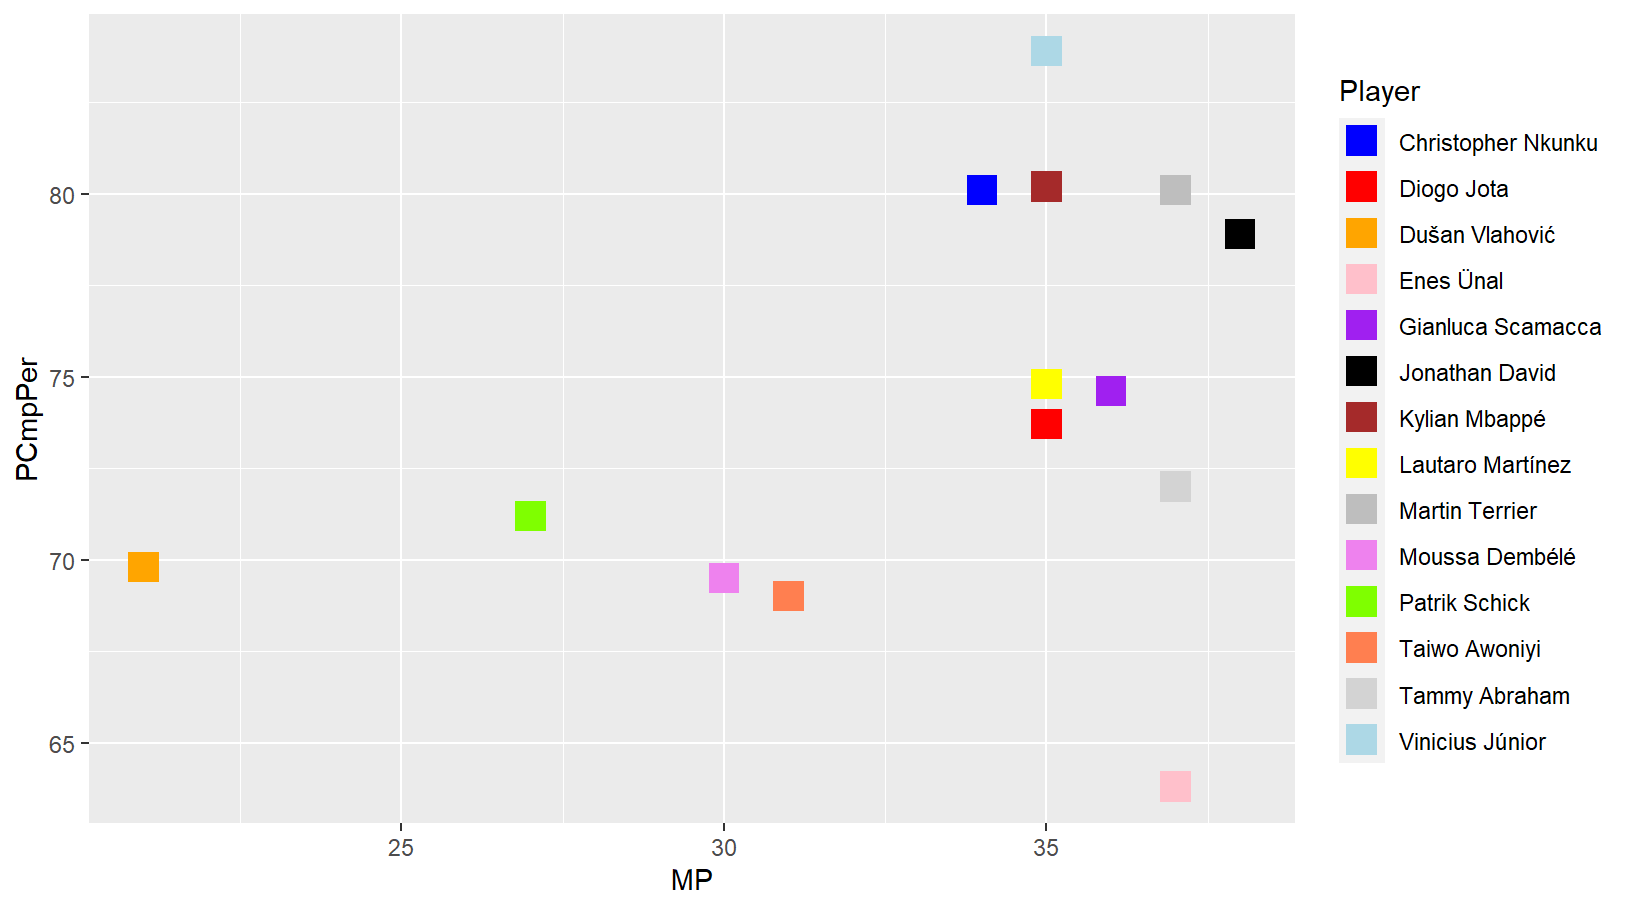 PCmpPer
80
75
70
65
25
30
35
MP
Player
Christopher Nkunku
Diogo Jota
Dušan Vlahović
Enes Ünal
Gianluca Scamacca
Jonathan David
Kylian Mbappé
Lautaro Martínez
Martin Terrier
Moussa Dembélé
Patrik Schick
Taiwo Awoniyi
Tammy Abraham
Vinicius Júnior